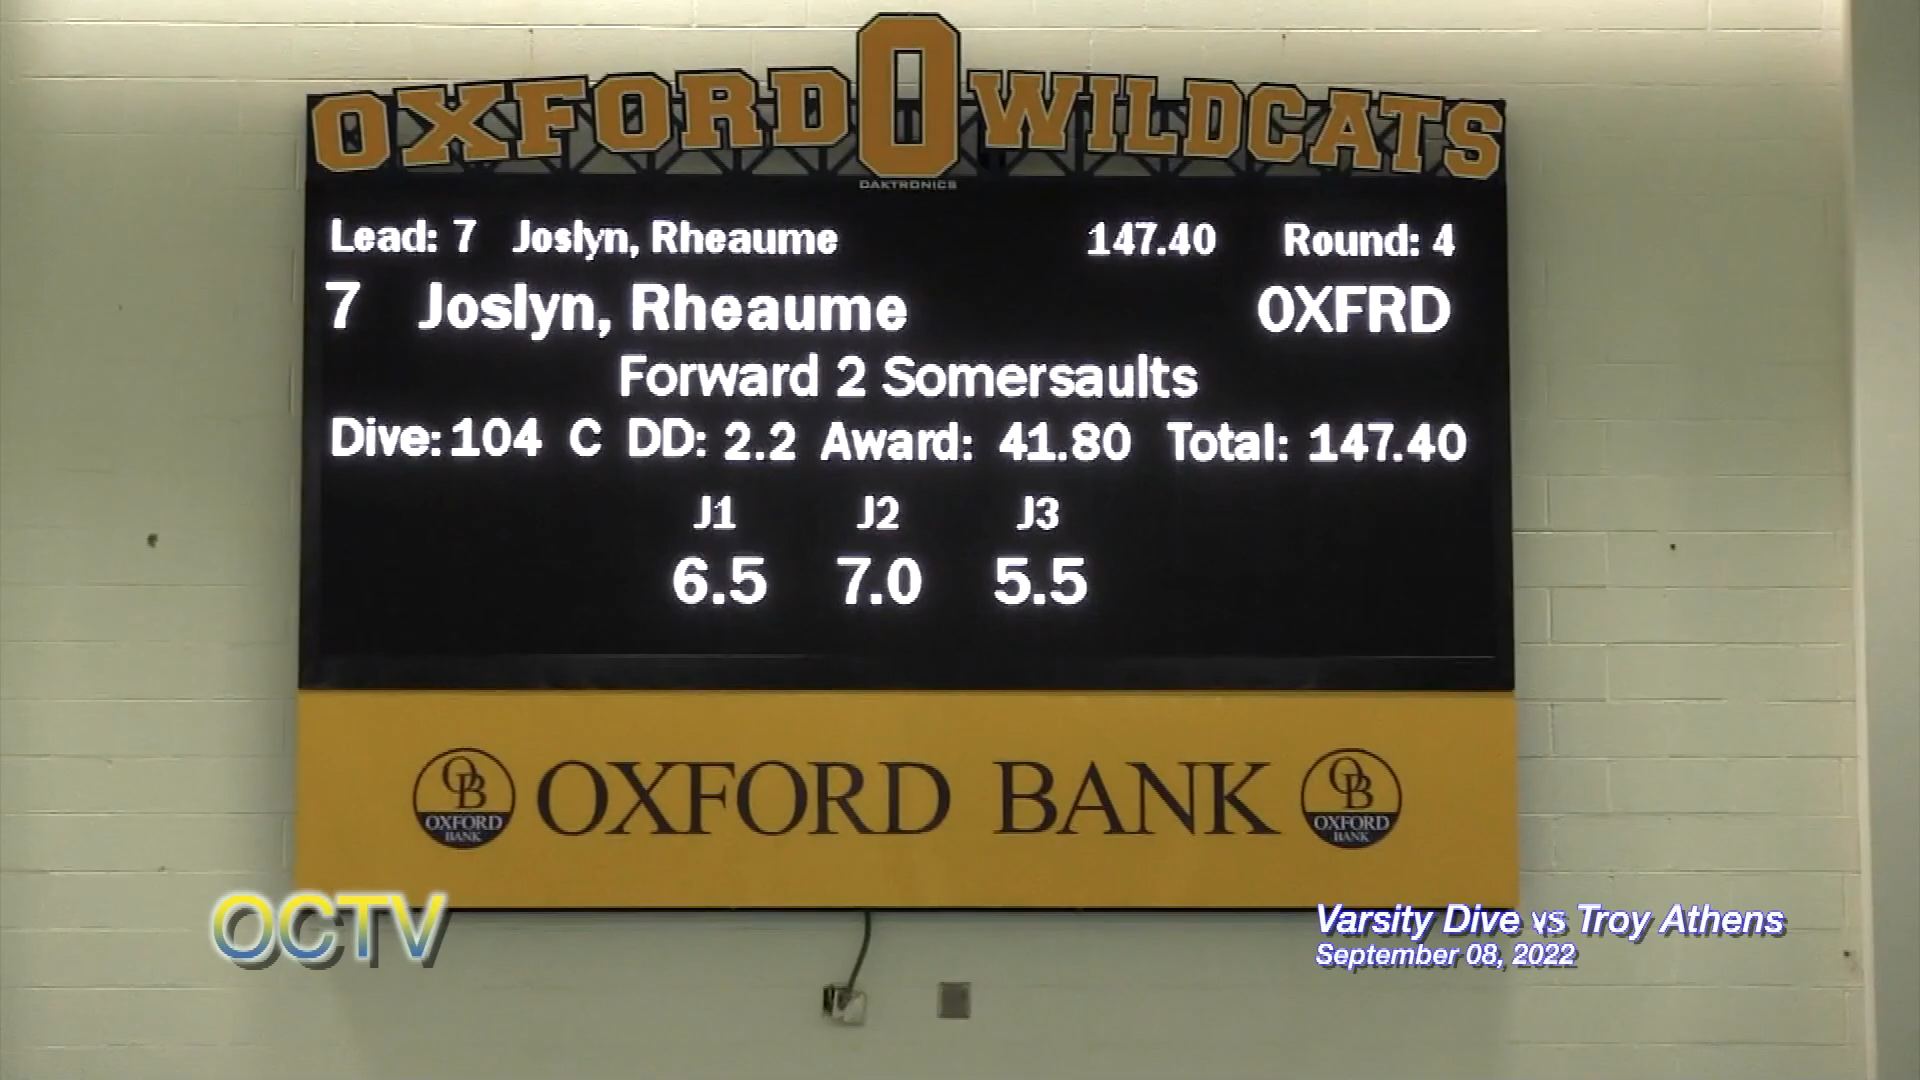 OXFORD O WILDCATS
DAKTRONICS
Lead: 7 Joslyn, Rheaume 147.40 Round: 4
7 Joslyn, Rheaume OXFRD
Forward 2 Somersaults
Dive: 104 C DD: 2.2 Award: 41.80 Total: 147.40
J1 J2 J3
6.5 7.0 5.5
OB OXFORD BANK OXFORD BANK OB OXFORD BANK
OCTV
Varsity Dive vs Troy Athens
September 08, 2022